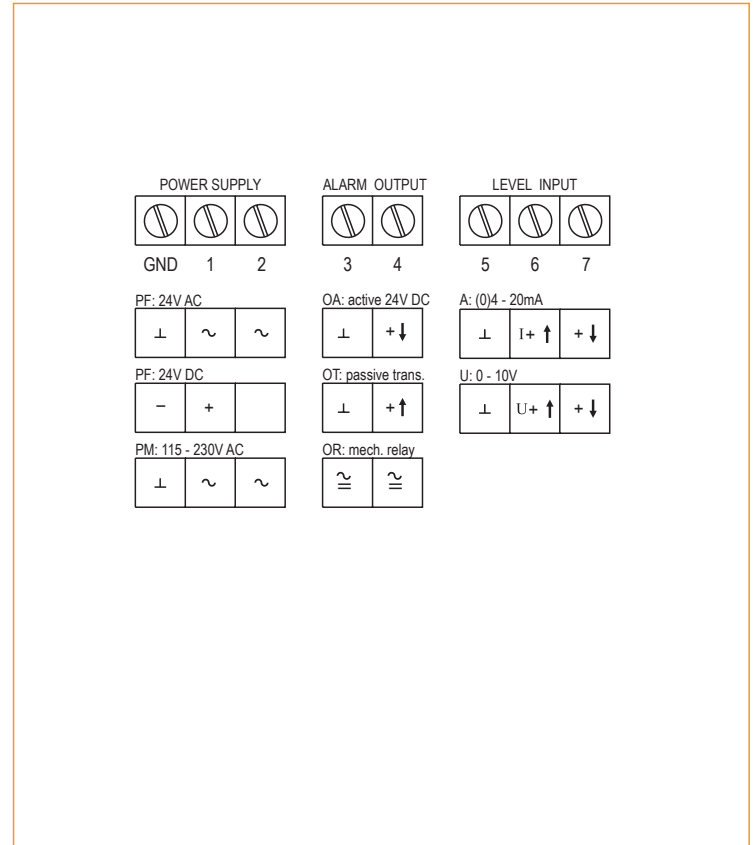 POWER SUPPLY ALARM OUTPUT LEVEL INPUT
GND 1 2 3 4 5 6 7
PF: 24V AC OA: active 24V DC A: (0)4 - 20mA
⊥ ~ ~ ⊥ +↓ ⊥ I+ ↑ +↓
PF: 24V DC OT: passive trans. U: 0 - 10V
− + ⊥ +↑ ⊥ U+ ↑ +↓
PM: 115 - 230V AC OR: mech. relay
⊥ ~ ~ ≅ ≅